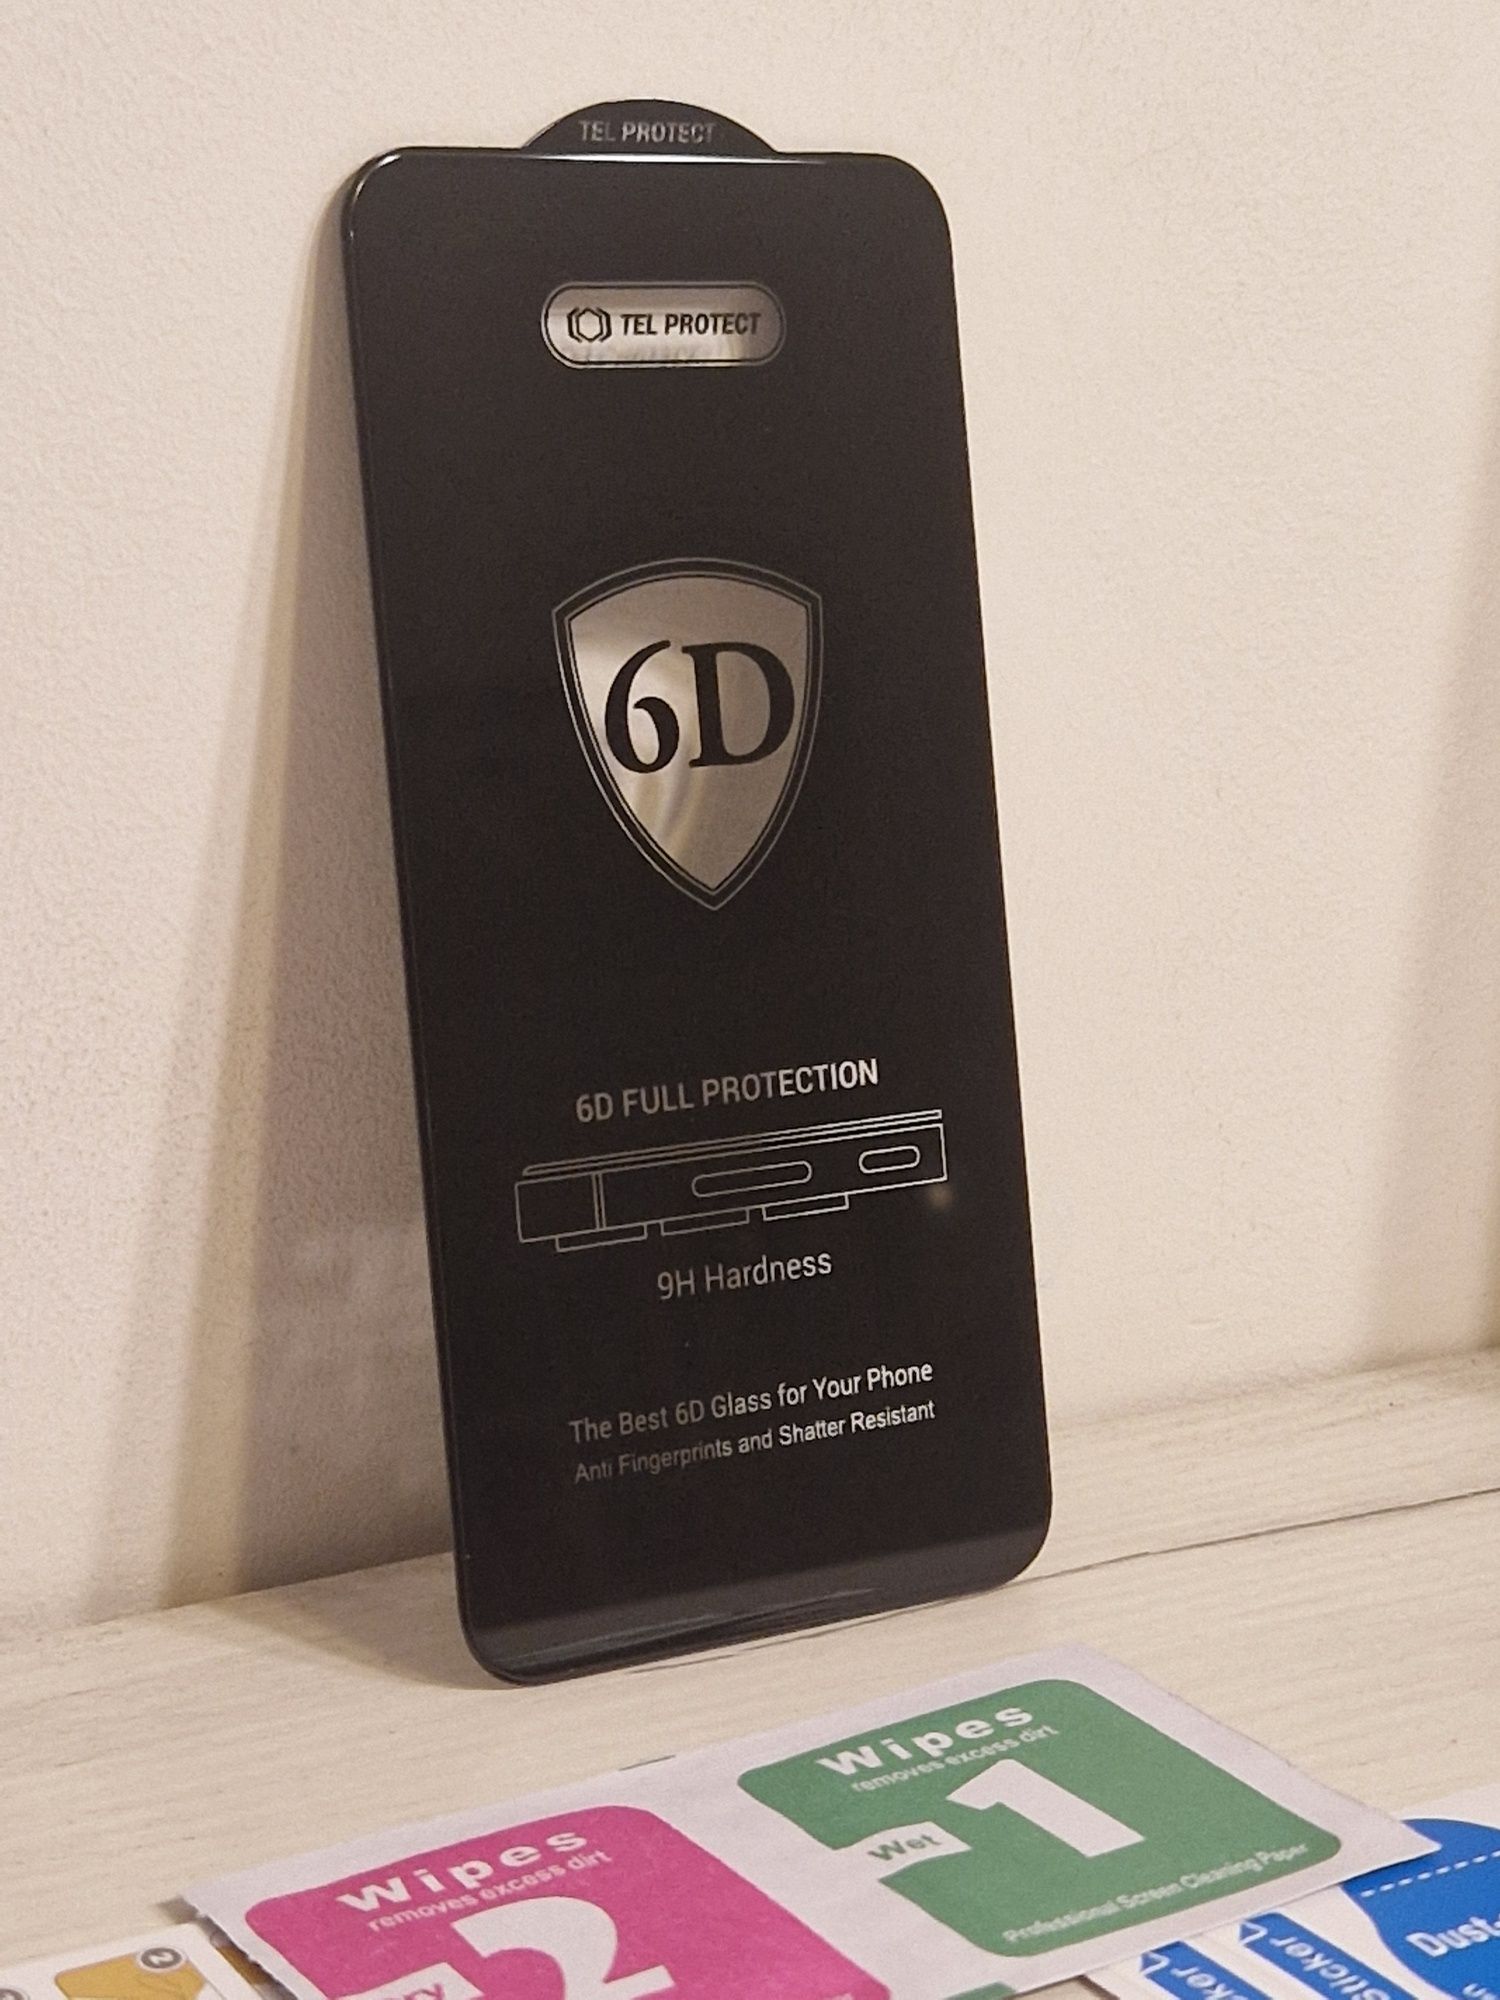 TEL PROTECT
TEL PROTECT
6D
6D FULL PROTECTION
9H Hardness
The Best 6D Glass for Your Phone
Anti Fingerprints and Shatter Resistant
Wipes
removes excess dirt
1
Wet
Professional Screen Cleaning Paper
Wipes
removes excess dirt
2
Dry
2
Dust
Sticker